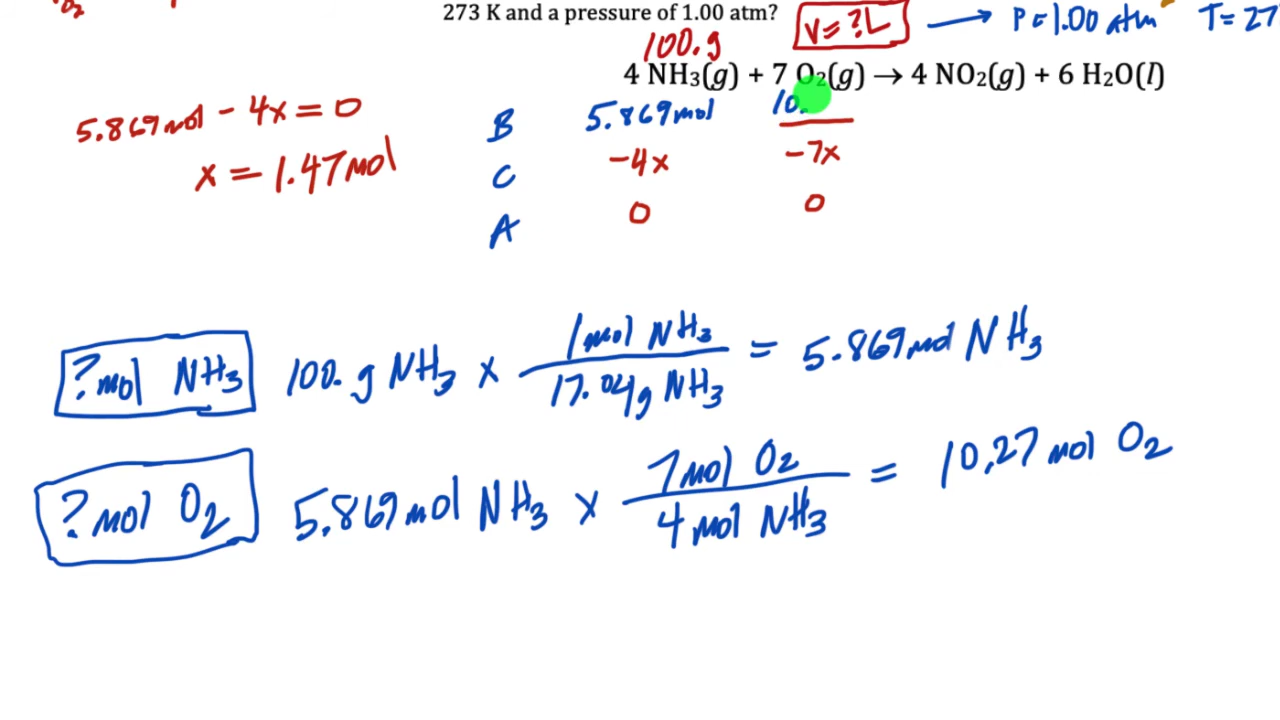 O2
273 K and a pressure of 1.00 atm?
V = ? L → P = 1.00 atm T = 27
100. g
4 NH3(g) + 7 O2(g) → 4 NO2(g) + 6 H2O(l)
5.869 mol - 4x = 0
x = 1.47 mol
B 5.869 mol 10.
C -4x -7x
A 0 0
? mol NH3 100. g NH3 x 1 mol NH3 / 17.04 g NH3 = 5.869 mol NH3
? mol O2 5.869 mol NH3 x 7 mol O2 / 4 mol NH3 = 10.27 mol O2